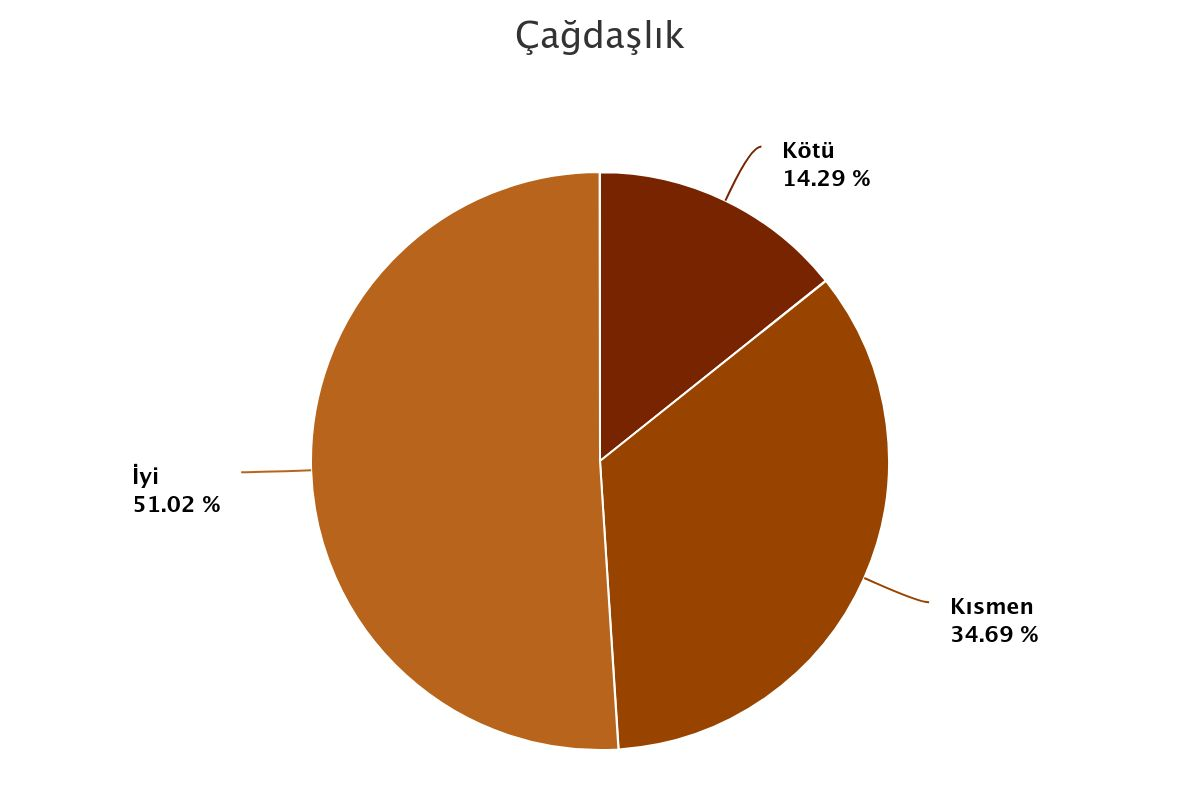 Çağdaşlık
Kötü
14.29 %
İyi
51.02 %
Kısmen
34.69 %